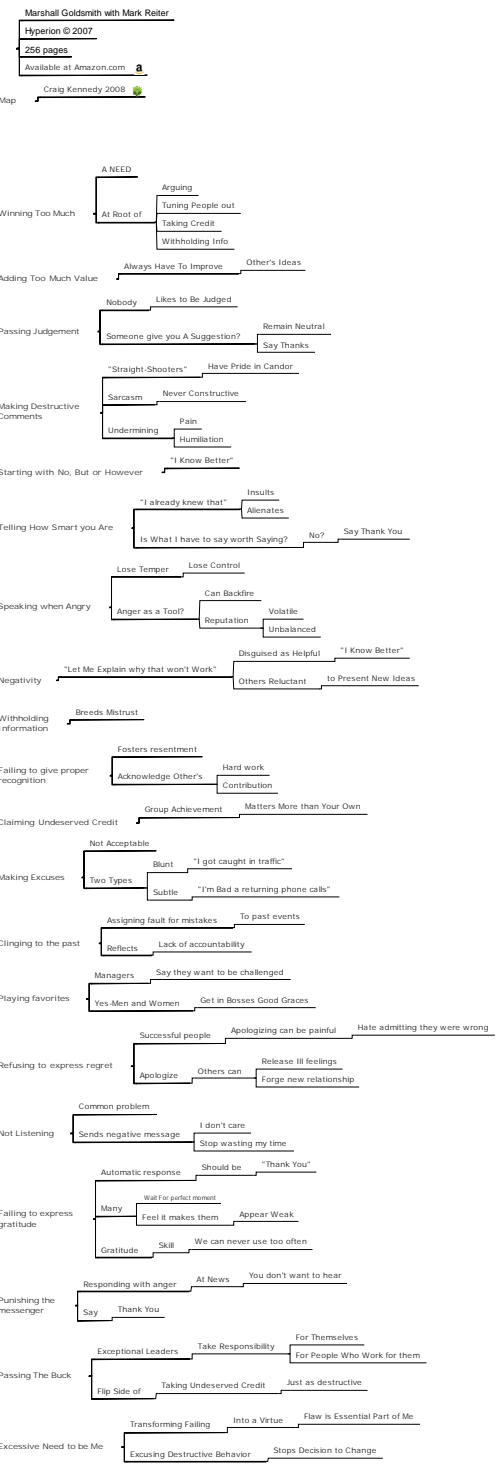 Marshall Goldsmith with Mark Reiter
Hyperion © 2007
256 pages
Available at Amazon.com a
Map
Craig Kennedy 2008
Winning Too Much
A NEED
At Root of
Arguing
Tuning People out
Taking Credit
Withholding Info
Adding Too Much Value
Always Have To Improve
Other's Ideas
Passing Judgement
Nobody
Likes to Be Judged
Someone give you A Suggestion?
Remain Neutral
Say Thanks
Making Destructive
Comments
"Straight-Shooters"
Have Pride in Candor
Sarcasm
Never Constructive
Undermining
Pain
Humiliation
Starting with No, But or However
"I Know Better"
Telling How Smart you Are
"I already knew that"
Insults
Alienates
Is What I have to say worth Saying?
No?
Say Thank You
Speaking when Angry
Lose Temper
Lose Control
Anger as a Tool?
Can Backfire
Reputation
Volatile
Unbalanced
Negativity
"Let Me Explain why that won't Work"
Disguised as Helpful
"I Know Better"
Others Reluctant
to Present New Ideas
Withholding
Information
Breeds Mistrust
Failing to give proper
recognition
Fosters resentment
Acknowledge Other's
Hard work
Contribution
Claiming Undeserved Credit
Group Achievement
Matters More than Your Own
Making Excuses
Not Acceptable
Two Types
Blunt
"I got caught in traffic"
Subtle
"I'm Bad a returning phone calls"
Clinging to the past
Assigning fault for mistakes
To past events
Reflects
Lack of accountability
Playing favorites
Managers
Say they want to be challenged
Yes-Men and Women
Get in Bosses Good Graces
Refusing to express regret
Successful people
Apologizing can be painful
Hate admitting they were wrong
Apologize
Others can
Release Ill feelings
Forge new relationship
Not Listening
Common problem
Sends negative message
I don't care
Stop wasting my time
Failing to express
gratitude
Automatic response
Should be
"Thank You"
Many
Wait For perfect moment
Feel it makes them
Appear Weak
Gratitude
Skill
We can never use too often
Punishing the
messenger
Responding with anger
At News
You don't want to hear
Say
Thank You
Passing The Buck
Exceptional Leaders
Take Responsibility
For Themselves
For People Who Work for them
Flip Side of
Taking Undeserved Credit
Just as destructive
Excessive Need to be Me
Transforming Failing
Into a Virtue
Flaw is Essential Part of Me
Excusing Destructive Behavior
Stops Decision to Change